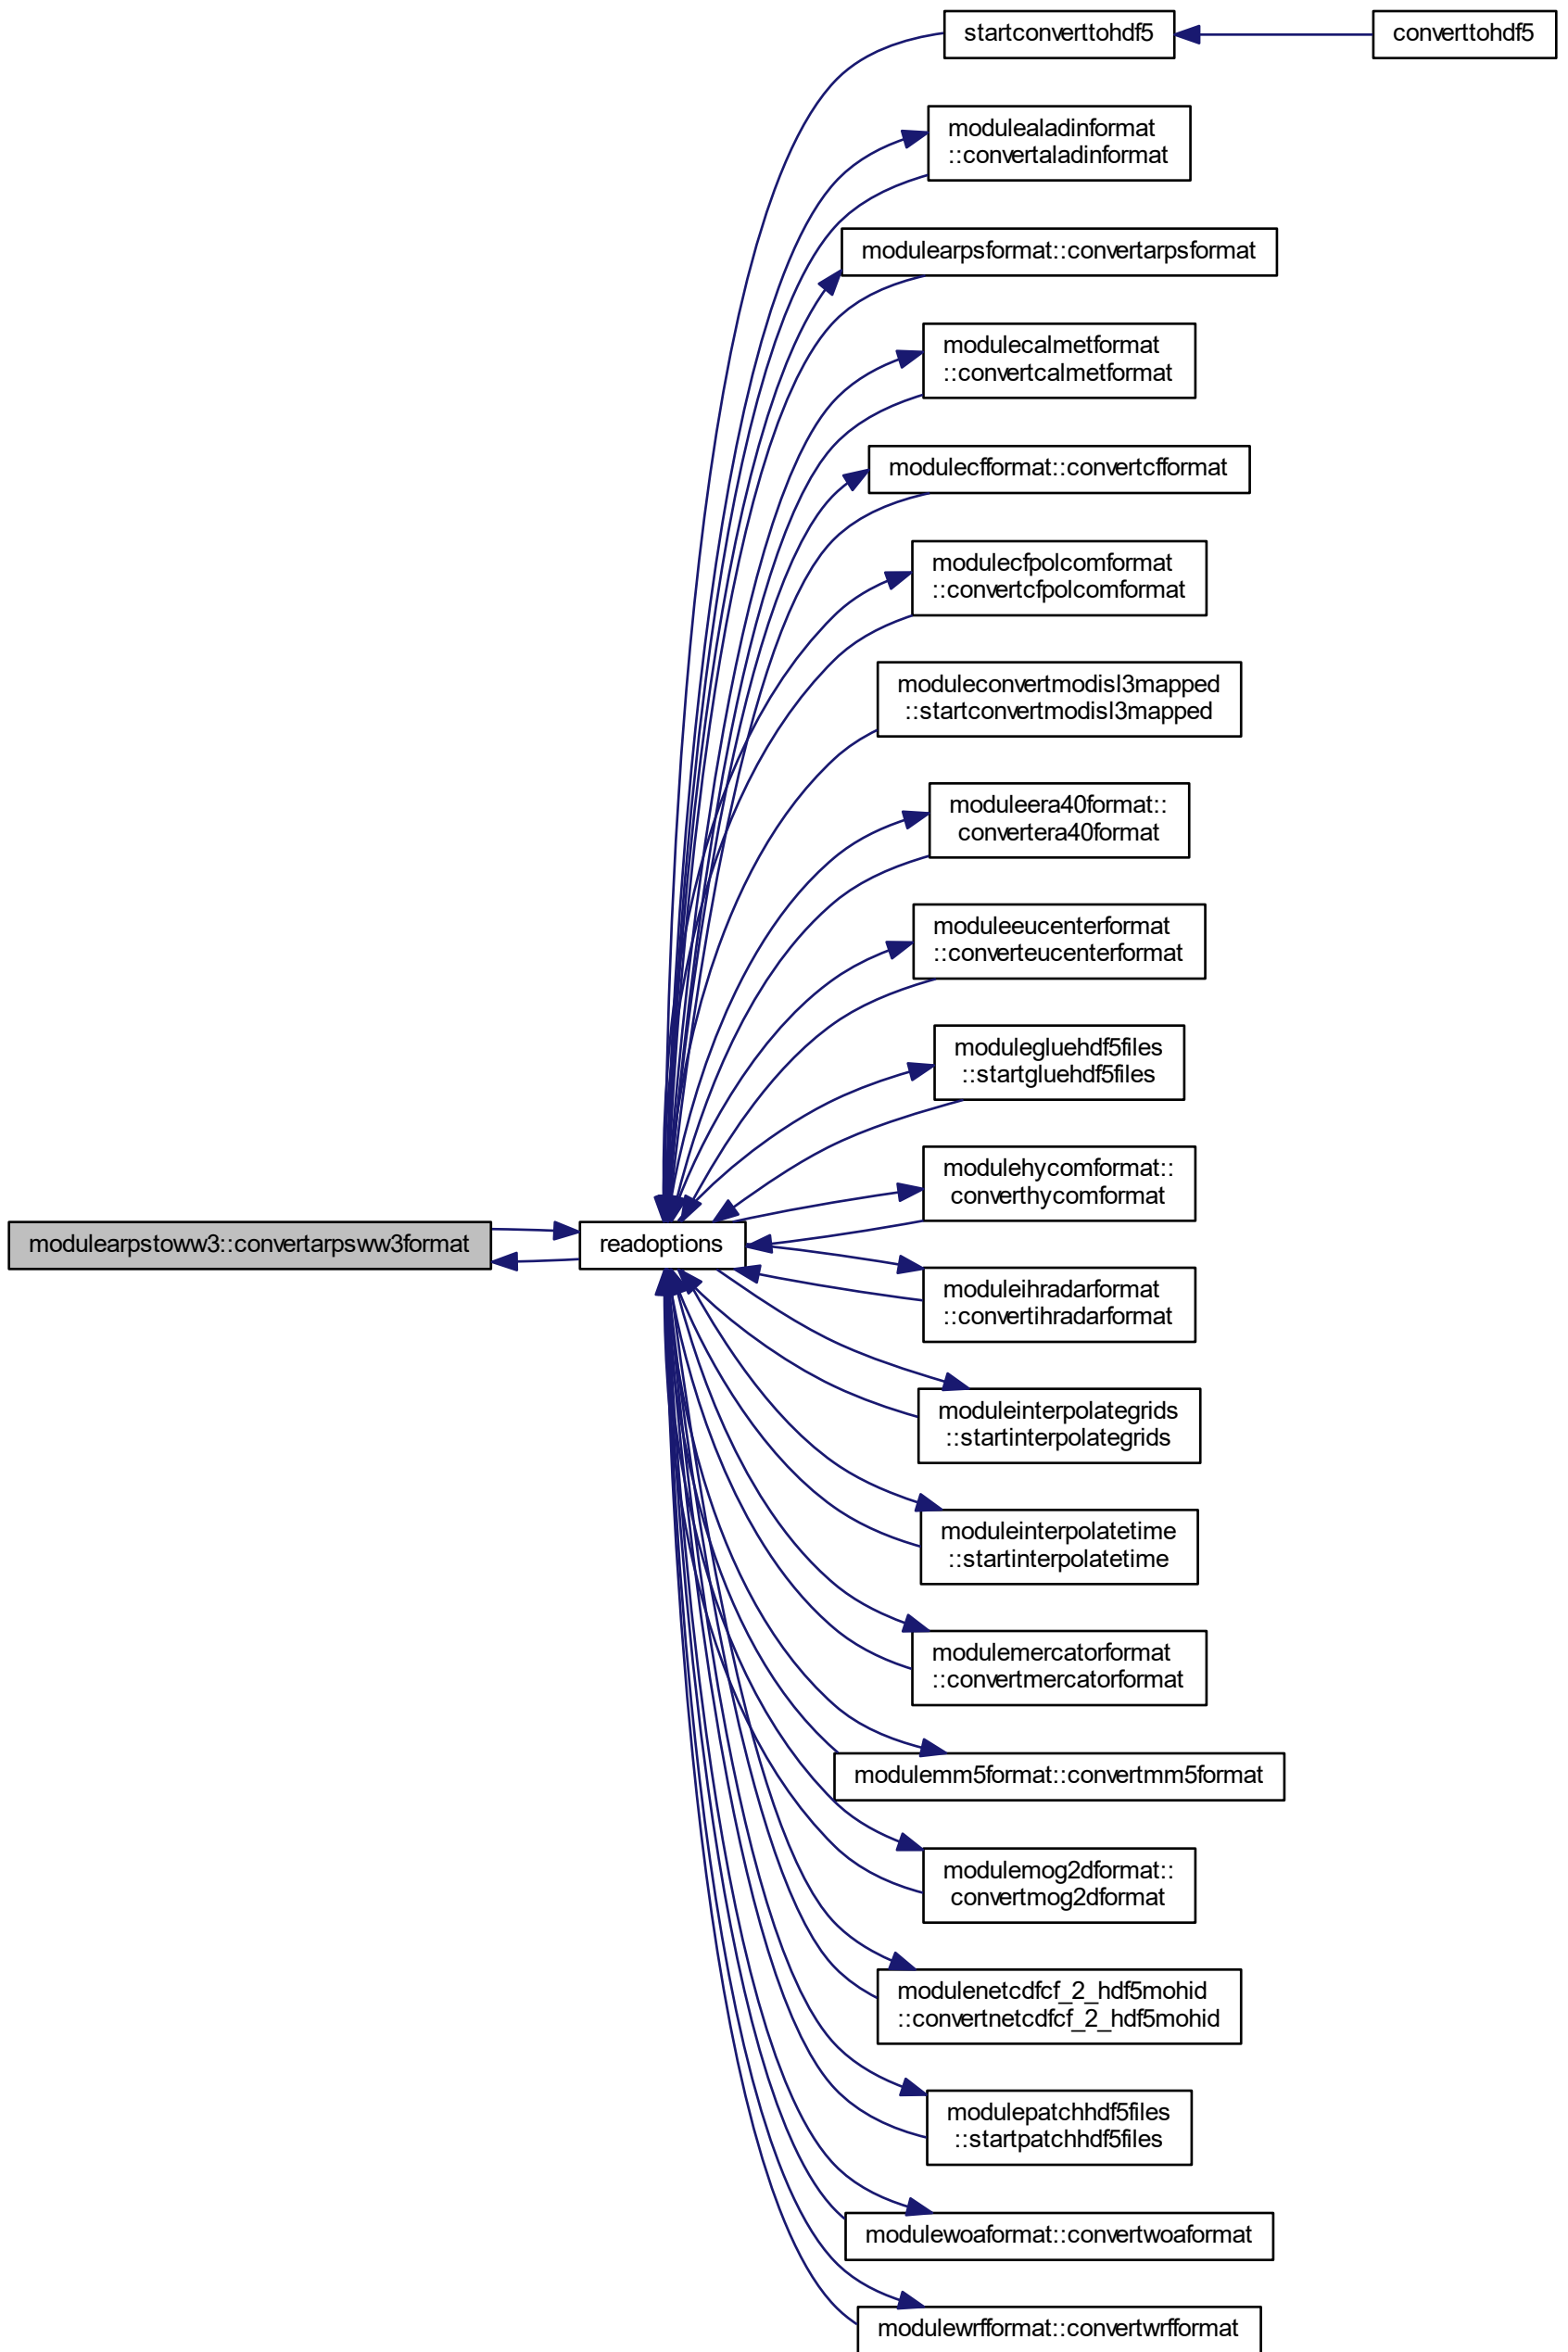 startconverttohdf5
converttohdf5
modulealadinformat
::convertaladinformat
modulearpsformat::convertarpsformat
modulecalmetformat
::convertcalmetformat
modulecfformat::convertcfformat
modulecfpolcomformat
::convertcfpolcomformat
moduleconvertmodisl3mapped
::startconvertmodisl3mapped
moduleera40format::
convertera40format
moduleeucenterformat
::converteucenterformat
modulegluehdf5files
::startgluehdf5files
modulehycomformat::
converthycomformat
modulearpstoww3::convertarpsww3format
readoptions
moduleihradarformat
::convertihradarformat
moduleinterpolategrids
::startinterpolategrids
moduleinterpolatetime
::startinterpolatetime
modulemercatorformat
::convertmercatorformat
modulemm5format::convertmm5format
modulemog2dformat::
convertmog2dformat
modulenetcdfcf_2_hdf5mohid
::convertnetcdfcf_2_hdf5mohid
modulepatchhdf5files
::startpatchhdf5files
modulewoaformat::convertwoaformat
modulewrfformat::convertwrfformat